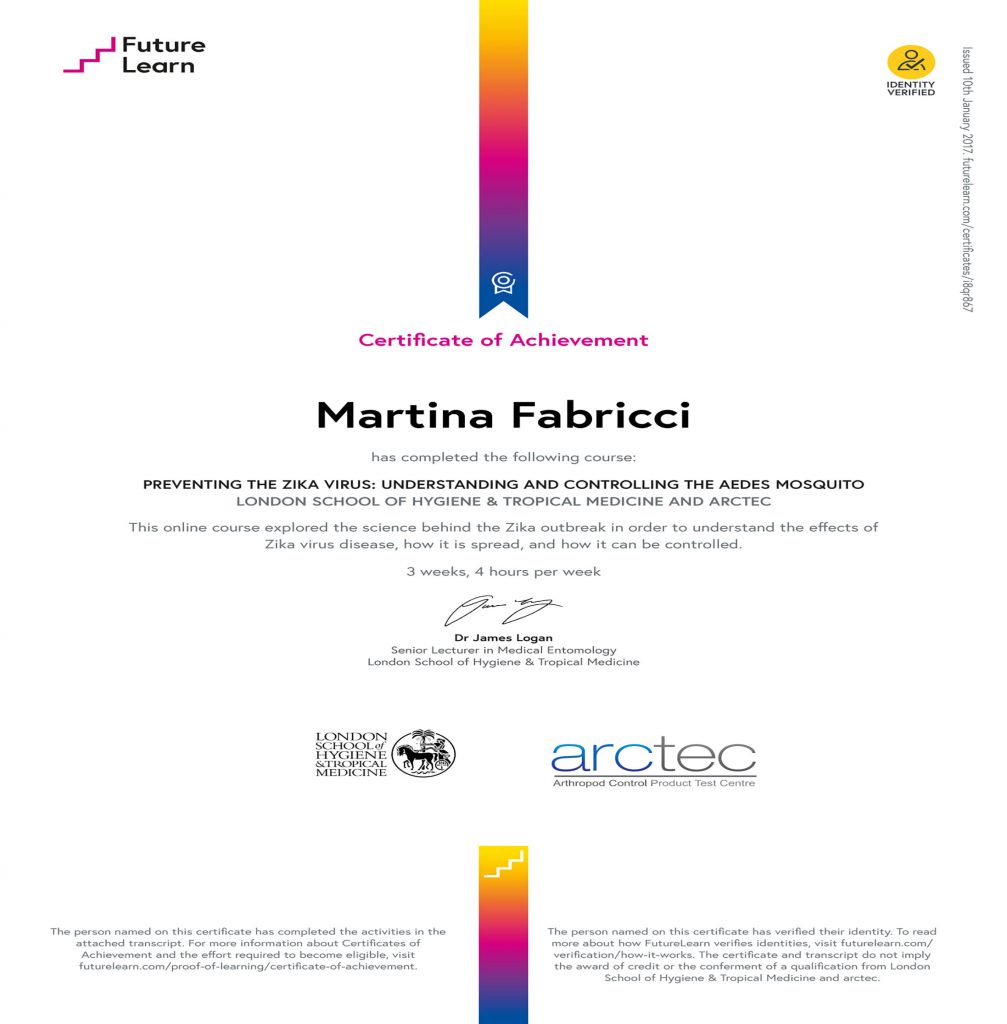 Future
Learn
IDENTITY
VERIFIED
Issued 10th January 2017. futurelearn.com/certificates/i8qr867
Certificate of Achievement
Martina Fabricci
has completed the following course:
PREVENTING THE ZIKA VIRUS: UNDERSTANDING AND CONTROLLING THE AEDES MOSQUITO
LONDON SCHOOL OF HYGIENE & TROPICAL MEDICINE AND ARCTEC
This online course explored the science behind the Zika outbreak in order to understand the effects of
Zika virus disease, how it is spread, and how it can be controlled.
3 weeks, 4 hours per week
Dr James Logan
Senior Lecturer in Medical Entomology
London School of Hygiene & Tropical Medicine
LONDON
SCHOOL of
HYGIENE
& TROPICAL
MEDICINE
arctec
Arthropod Control Product Test Centre
The person named on this certificate has completed the activities in the
attached transcript. For more information about Certificates of
Achievement and the effort required to become eligible, visit
futurelearn.com/proof-of-learning/certificate-of-achievement.
The person named on this certificate has verified their identity. To read
more about how FutureLearn verifies identities, visit futurelearn.com/
verification/how-it-works. The certificate and transcript do not imply
the award of credit or the conferment of a qualification from London
School of Hygiene & Tropical Medicine and arctec.